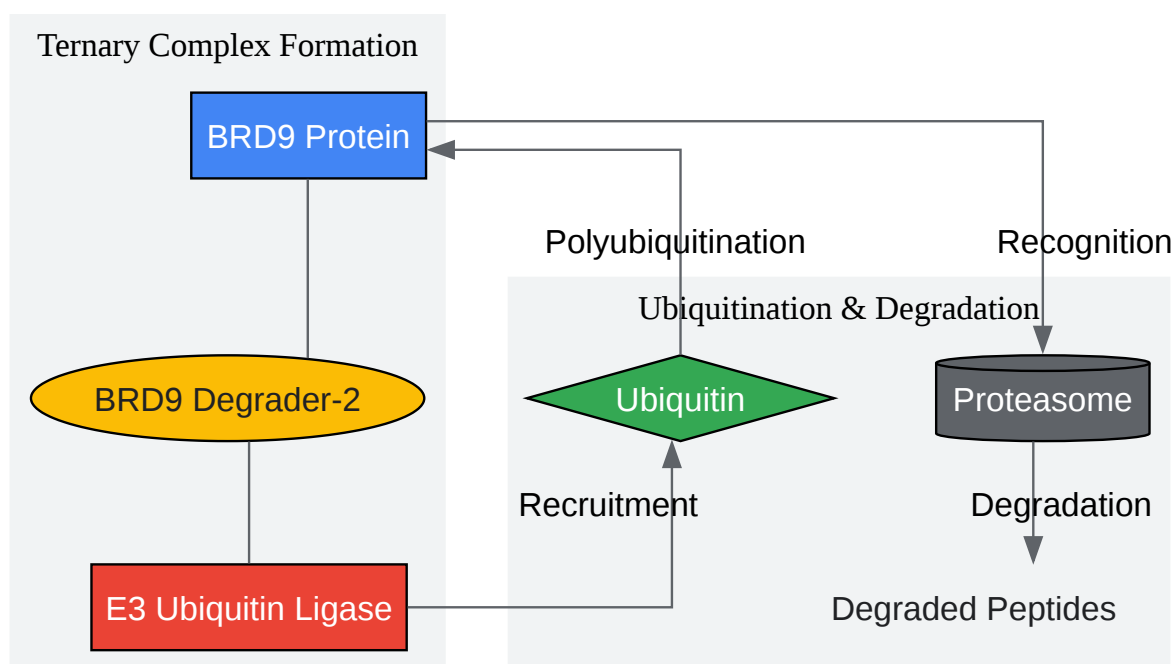 Ternary Complex Formation
BRD9 Protein
Polyubiquitination
Recognition
Ubiquitination & Degradation
BRD9 Degrader-2
Ubiquitin
Proteasome
Recruitment
Degradation
E3 Ubiquitin Ligase
Degraded Peptides